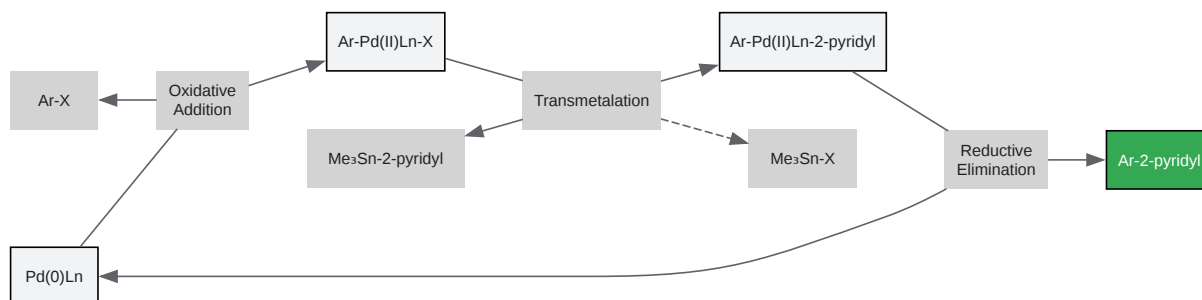 Ar-Pd(II)Ln-X
Ar-Pd(II)Ln-2-pyridyl
Ar-X
Oxidative
Addition
Transmetalation
Me₃Sn-2-pyridyl
Me₃Sn-X
Reductive
Elimination
Ar-2-pyridyl
Pd(0)Ln